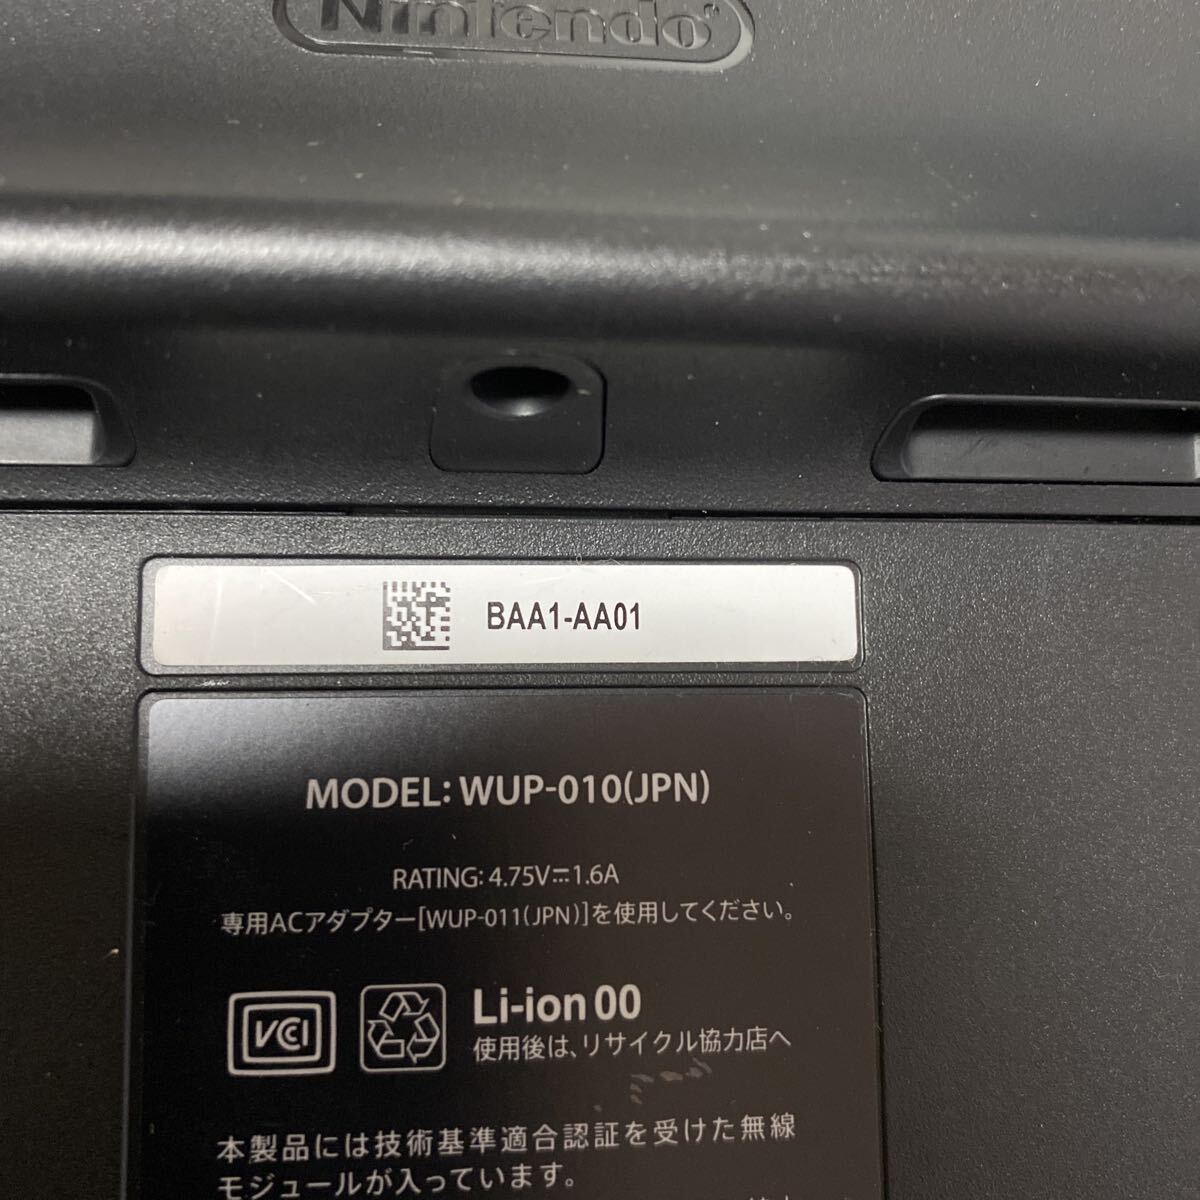 Nintendo®
BAA1-AA01
MODEL: WUP-010(JPN)
RATING: 4.75V⎓1.6A
専用ACアダプター[WUP-011(JPN)]を使用してください。
VCI
Li-ion 00
使用後は、リサイクル協力店へ
本製品には技術基準適合認証を受けた無線
モジュールが入っています。